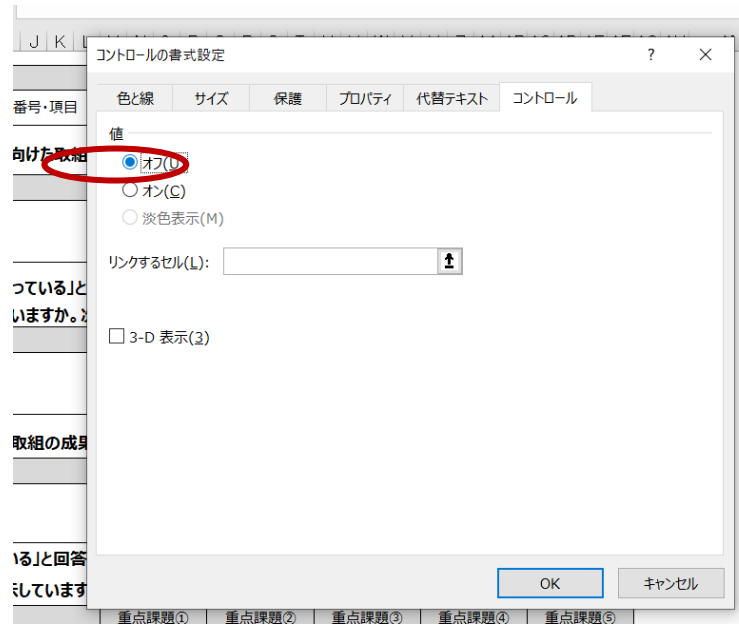 J K L
コントロールの書式設定 ? ×
番号・項目
色と線 サイズ 保護 プロパティ 代替テキスト コントロール
値
向けた取組
オフ(U)
オン(C)
淡色表示(M)
リンクするセル(L):
っている」と
いますか。
3-D 表示(3)
取組の成果
いる」と回答
OK キャンセル
しています
重点課題① 重点課題② 重点課題③ 重点課題④ 重点課題⑤